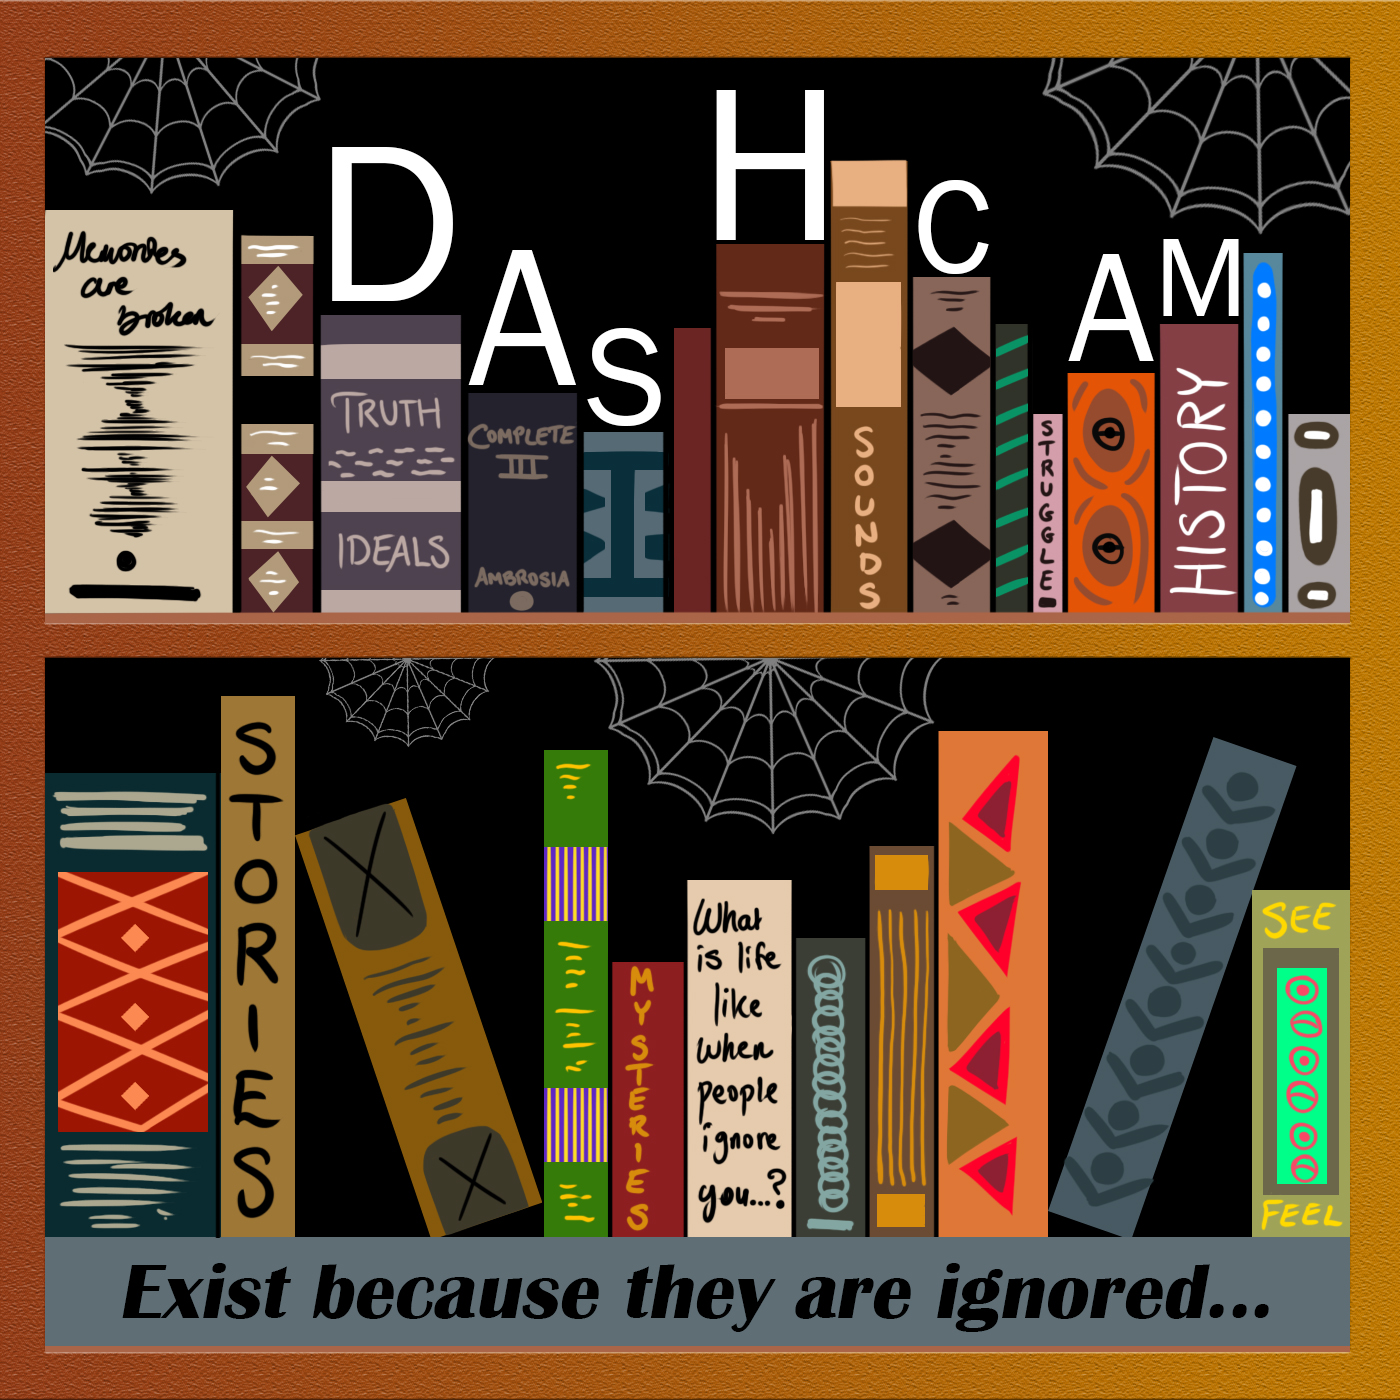 D
A
S
H
C
A
M
Memories
are
broken
TRUTH
IDEALS
COMPLETE
III
AMBROSIA
SOUNDS
STRUGGLE
HISTORY
STORIES
MYSTERIES
What
is life
like
when
people
ignore
you...?
SEE
FEEL
Exist because they are ignored...